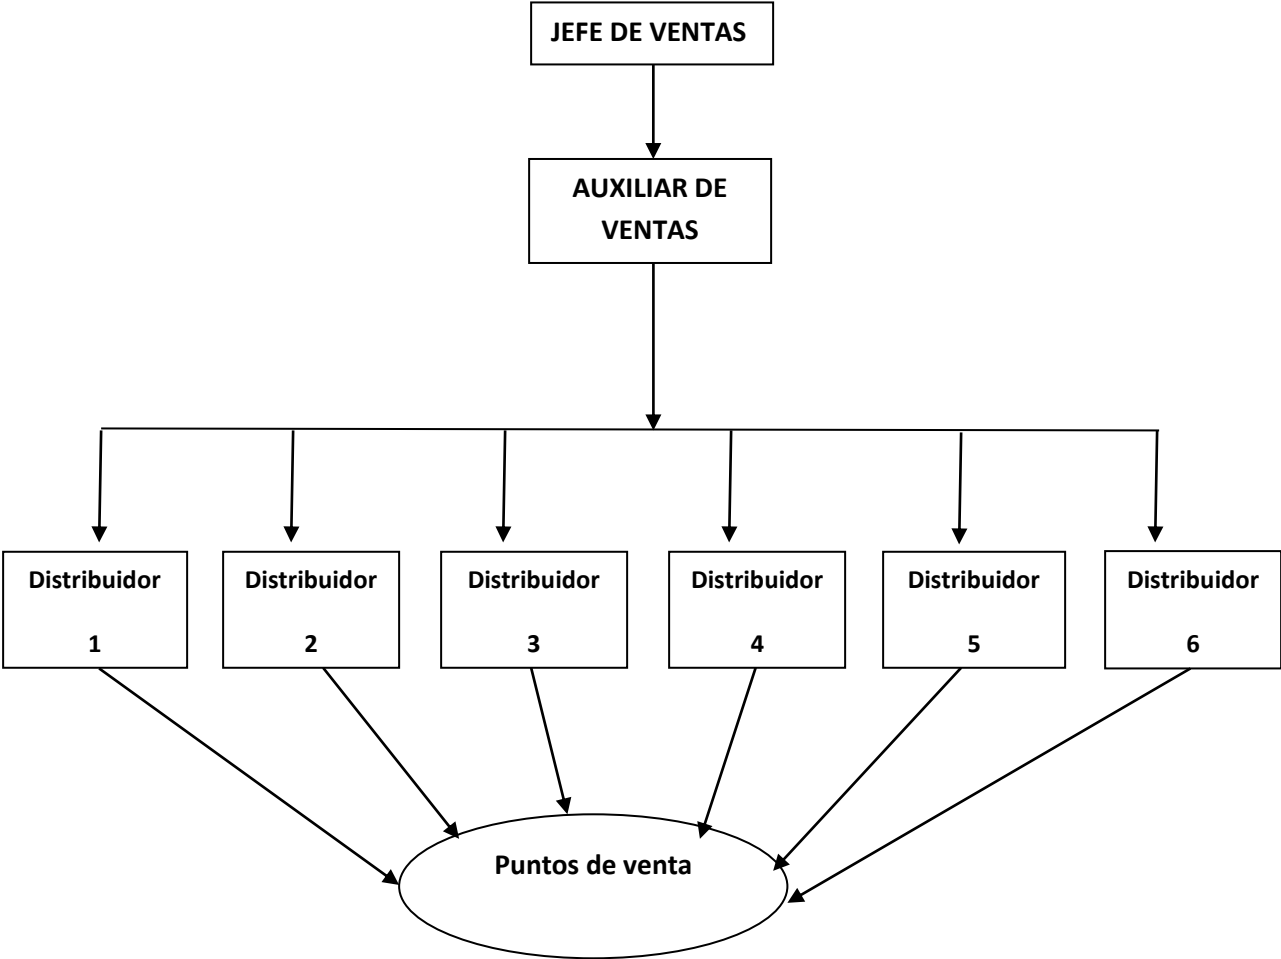 JEFE DE VENTAS
AUXILIAR DE
VENTAS
Distribuidor
1
Distribuidor
2
Distribuidor
3
Distribuidor
4
Distribuidor
5
Distribuidor
6
Puntos de venta